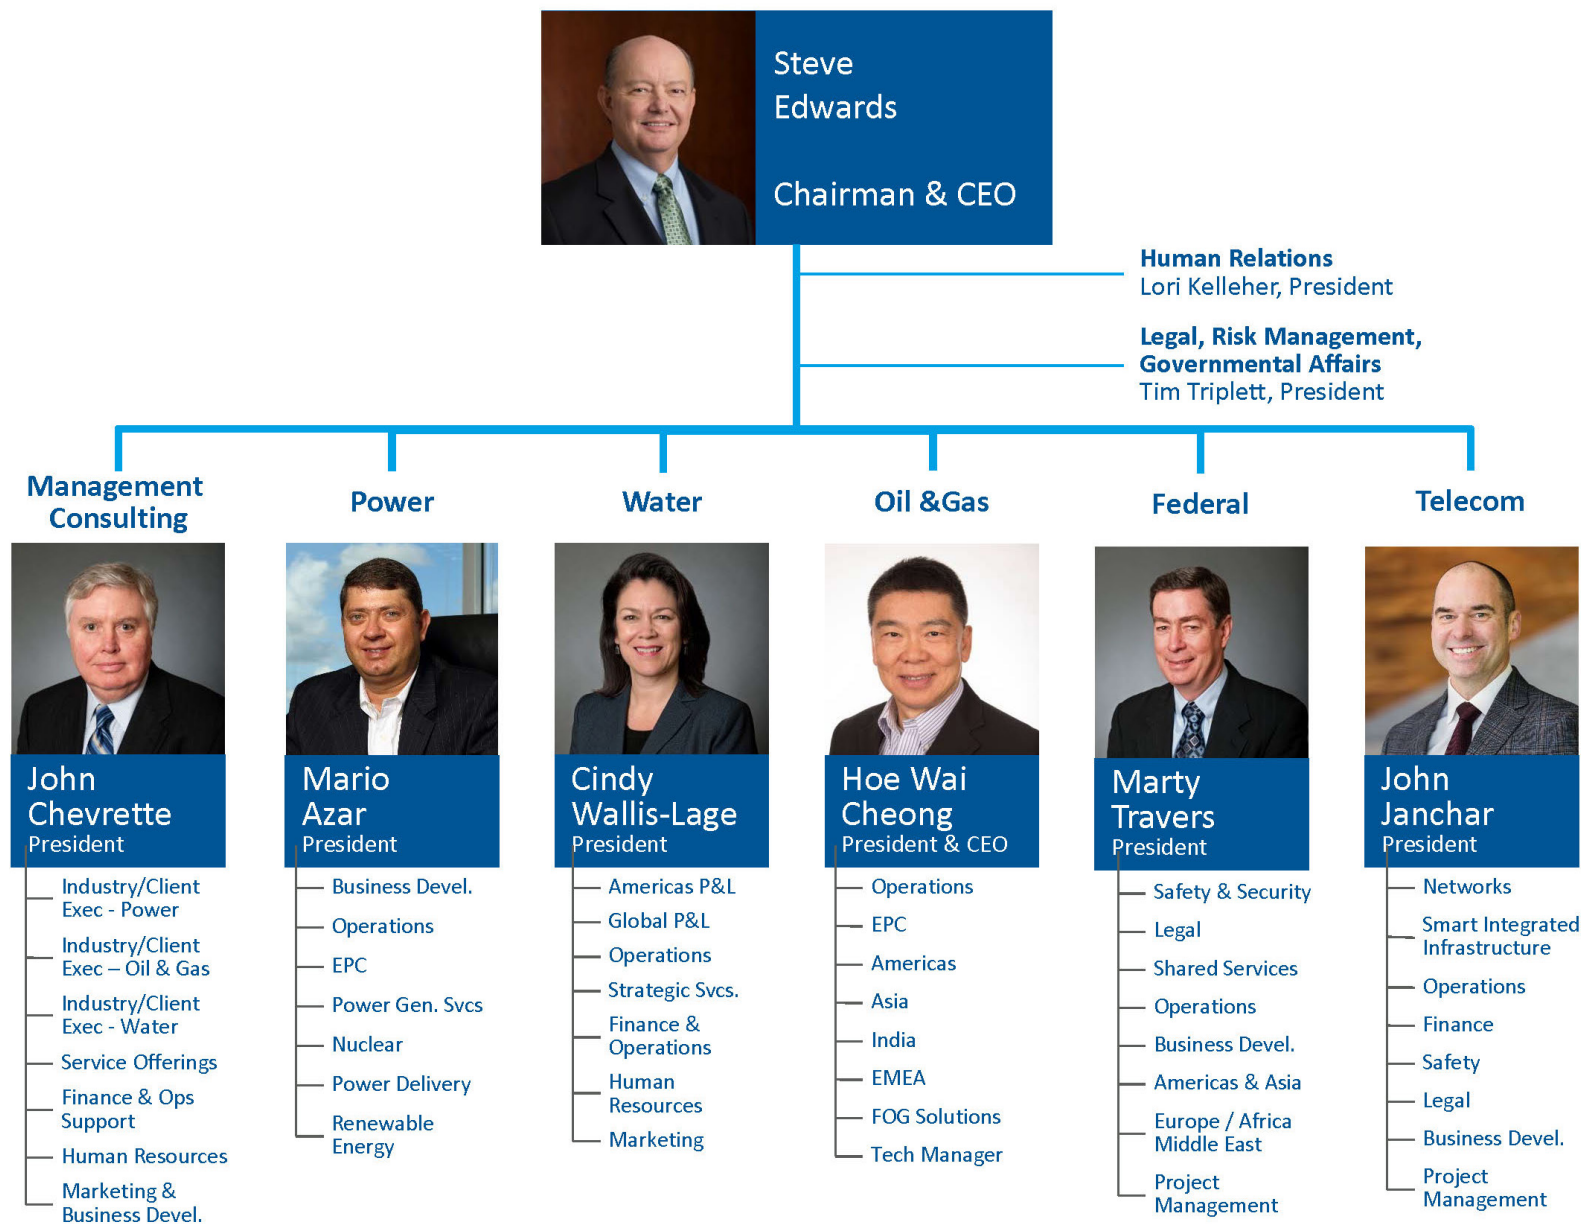 Steve
Edwards
Chairman & CEO
Human Relations
Lori Kelleher, President
Legal, Risk Management,
Governmental Affairs
Tim Triplett, President
Management
Consulting
John
Chevrette
President
Industry/Client
Exec - Power
Industry/Client
Exec – Oil & Gas
Industry/Client
Exec - Water
Service Offerings
Finance & Ops
Support
Human Resources
Marketing &
Business Devel.
Power
Mario
Azar
President
Business Devel.
Operations
EPC
Power Gen. Svcs
Nuclear
Power Delivery
Renewable
Energy
Water
Cindy
Wallis-Lage
President
Americas P&L
Global P&L
Operations
Strategic Svcs.
Finance &
Operations
Human
Resources
Marketing
Oil &Gas
Hoe Wai
Cheong
President & CEO
Operations
EPC
Americas
Asia
India
EMEA
FOG Solutions
Tech Manager
Federal
Marty
Travers
President
Safety & Security
Legal
Shared Services
Operations
Business Devel.
Americas & Asia
Europe / Africa
Middle East
Project
Management
Telecom
John
Janchar
President
Networks
Smart Integrated
Infrastructure
Operations
Finance
Safety
Legal
Business Devel.
Project
Management